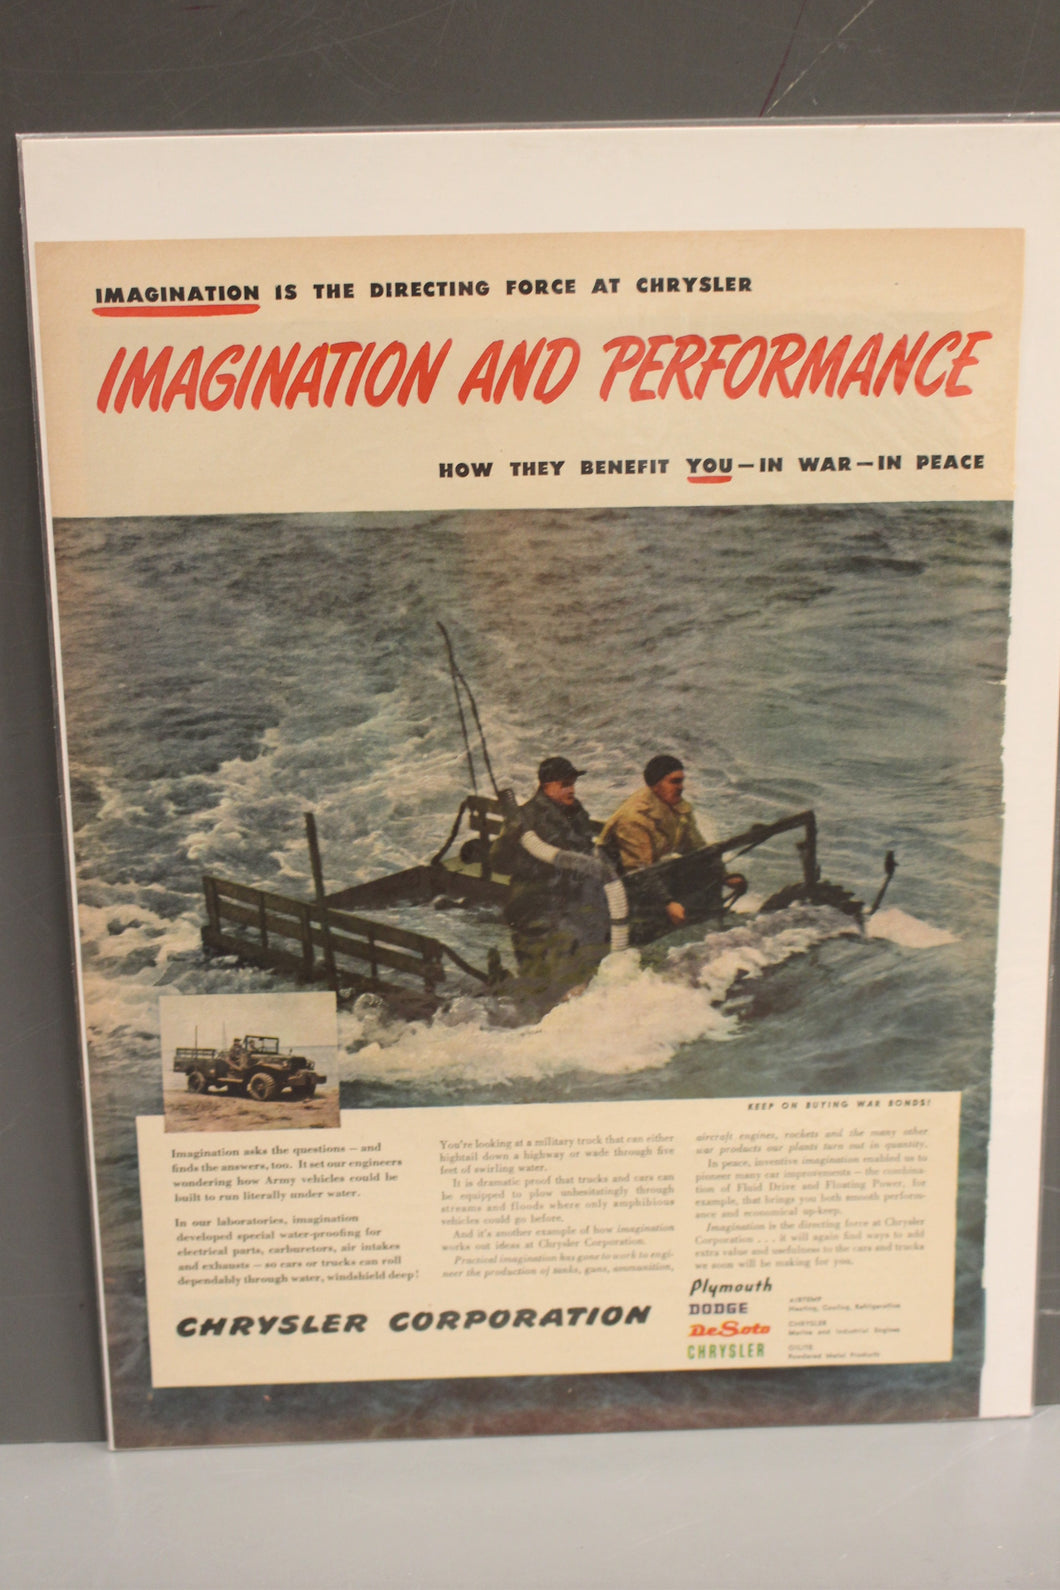 IMAGINATION IS THE DIRECTING FORCE AT CHRYSLER
IMAGINATION AND PERFORMANCE
HOW THEY BENEFIT YOU—IN WAR—IN PEACE
KEEP ON BUYING WAR BONDS!
Imagination asks the questions — and
finds the answers, too. It set our engineers
wondering how Army vehicles could be
built to run literally under water.
In our laboratories, imagination
developed special water-proofing for
electrical parts, carburetors, air intakes
and exhausts — so cars or trucks can roll
dependably through water, windshield deep!
You're looking at a military truck that can either
hightail down a highway or wade through five
feet of swirling water.
It is dramatic proof that trucks and cars can
be equipped to plow unhesitatingly through
streams and floods where only amphibious
vehicles could go before.
And it's another example of how imagination
works out ideas at Chrysler Corporation.
Practical imagination has gone to work to engi-
neer the production of tanks, guns, ammunition,
aircraft engines, rockets and the many other
war products our plants turn out in quantity.
In peace, inventive imagination enabled us to
pioneer many car improvements — the combina-
tion of Fluid Drive and Floating Power, for
example, that brings you both smooth perform-
ance and economical up-keep.
Imagination is the directing force at Chrysler
Corporation . . . it will again find ways to add
extra value and usefulness to the cars and trucks
we soon will be making for you.
CHRYSLER CORPORATION
Plymouth
DODGE
DeSoto
CHRYSLER
AIRTEMP
Heating, Cooling, Refrigeration
CHRYSLER
Marine and Industrial Engines
OILITE
Powdered Metal Products